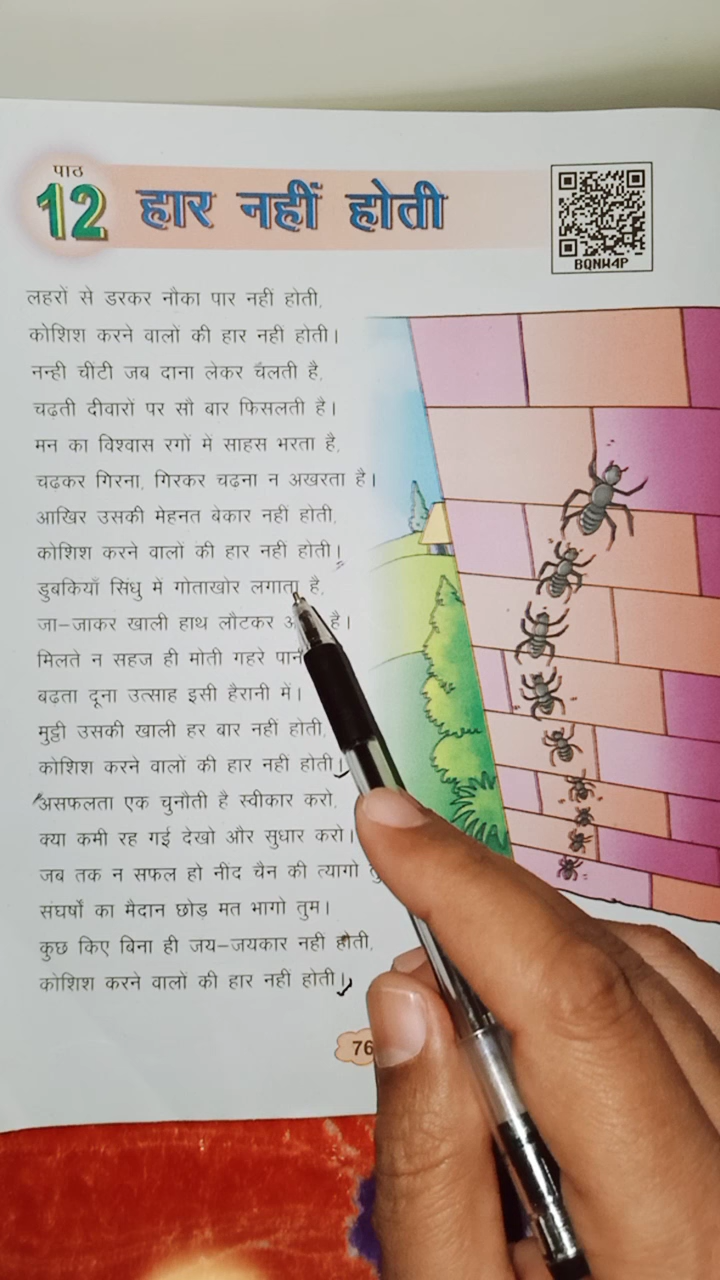 पाठ
12 हार नहीं होती
BQNW4P
लहरों से डरकर नौका पार नहीं होती,
कोशिश करने वालों की हार नहीं होती।
नन्ही चींटी जब दाना लेकर चलती है,
चढ़ती दीवारों पर सौ बार फिसलती है।
मन का विश्वास रगों में साहस भरता है,
चढ़कर गिरना, गिरकर चढ़ना न अखरता है।
आखिर उसकी मेहनत बेकार नहीं होती,
कोशिश करने वालों की हार नहीं होती।
डुबकियाँ सिंधु में गोताखोर लगाता है,
जा-जाकर खाली हाथ लौटकर है।
मिलते न सहज ही मोती गहरे
बढ़ता दूना उत्साह इसी हैरानी में।
मुट्ठी उसकी खाली हर बार नहीं होती,
कोशिश करने वालों की हार नहीं होती।
असफलता एक चुनौती है स्वीकार करो,
क्या कमी रह गई देखो और सुधार करो।
जब तक न सफल हो नींद चैन की त्यागो
संघर्षों का मैदान छोड़ मत भागो तुम।
कुछ किए बिना ही जय-जयकार नहीं होती,
कोशिश करने वालों की हार नहीं होती।
76